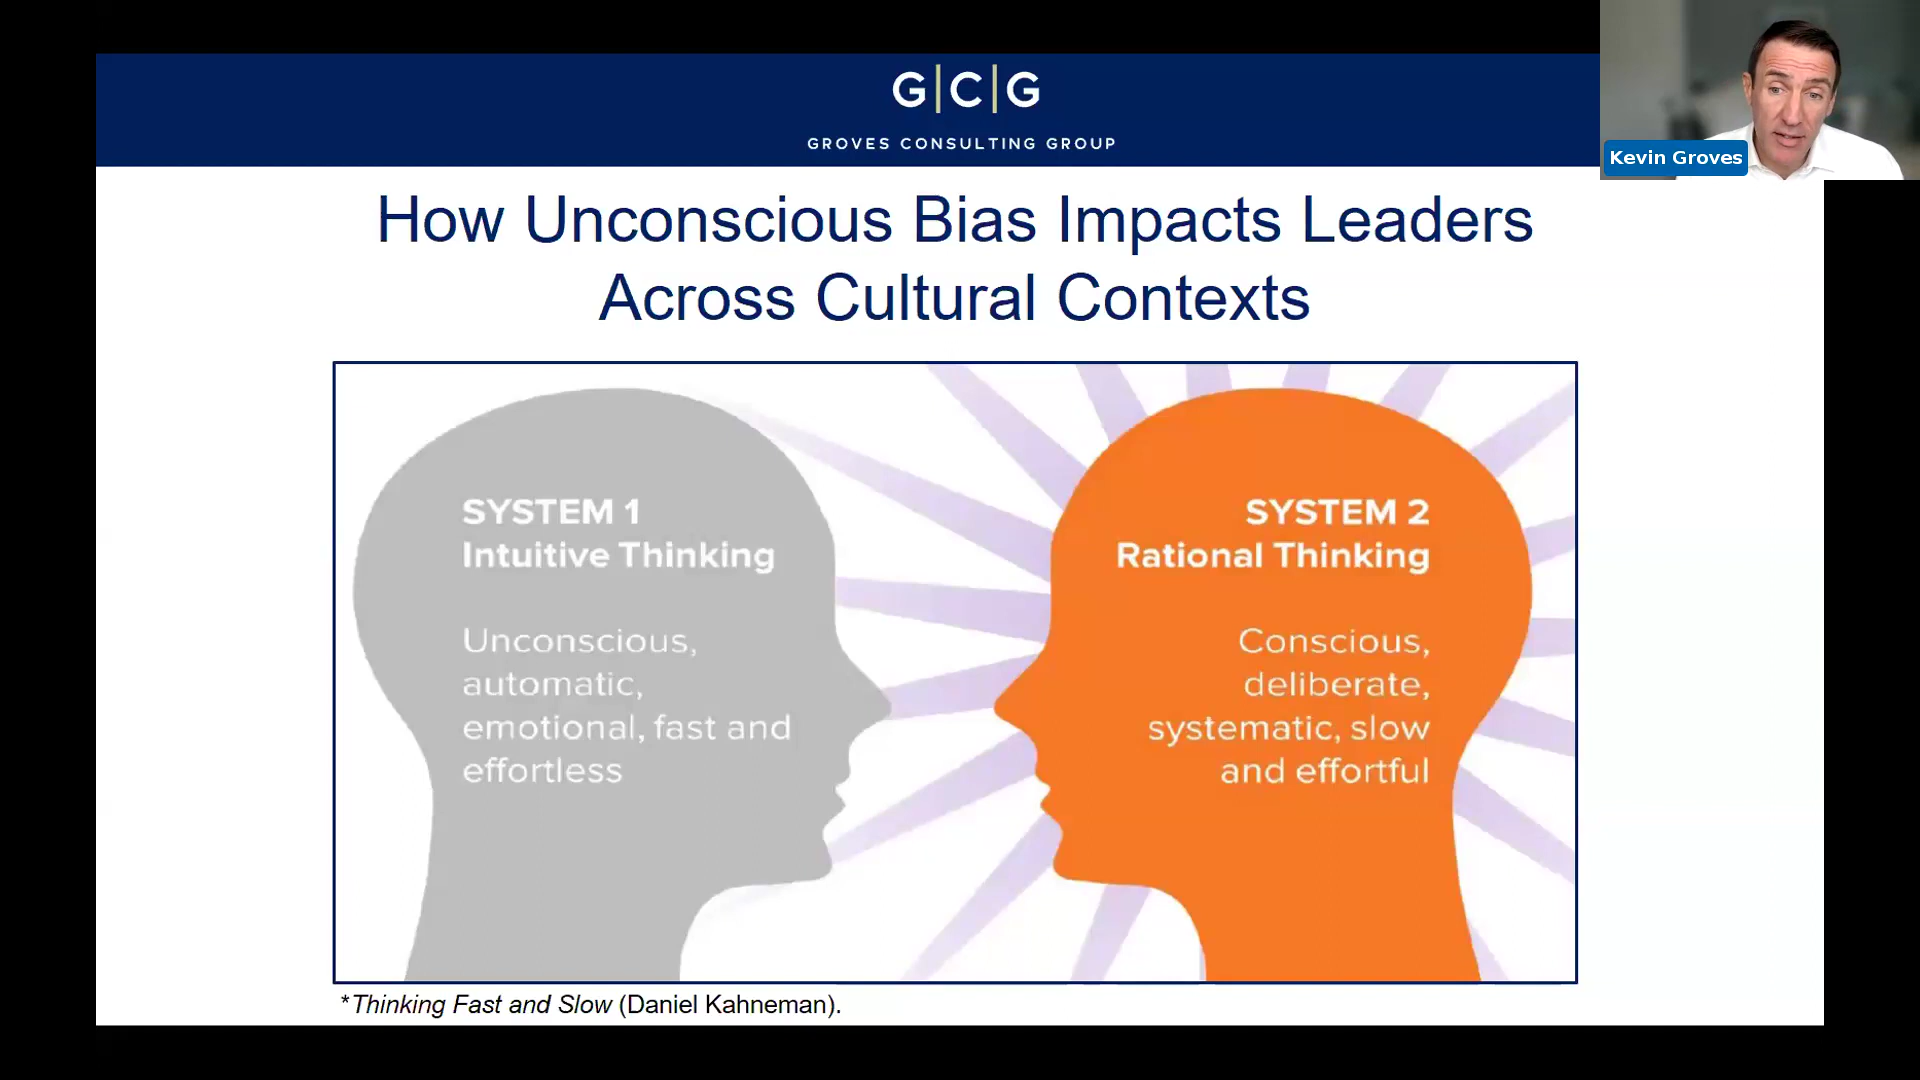 G|C|G
GROVES CONSULTING GROUP
Kevin Groves
How Unconscious Bias Impacts Leaders
Across Cultural Contexts
SYSTEM 1
Intuitive Thinking
Unconscious,
automatic,
emotional, fast and
effortless
SYSTEM 2
Rational Thinking
Conscious,
deliberate,
systematic, slow
and effortful
*Thinking Fast and Slow (Daniel Kahneman).